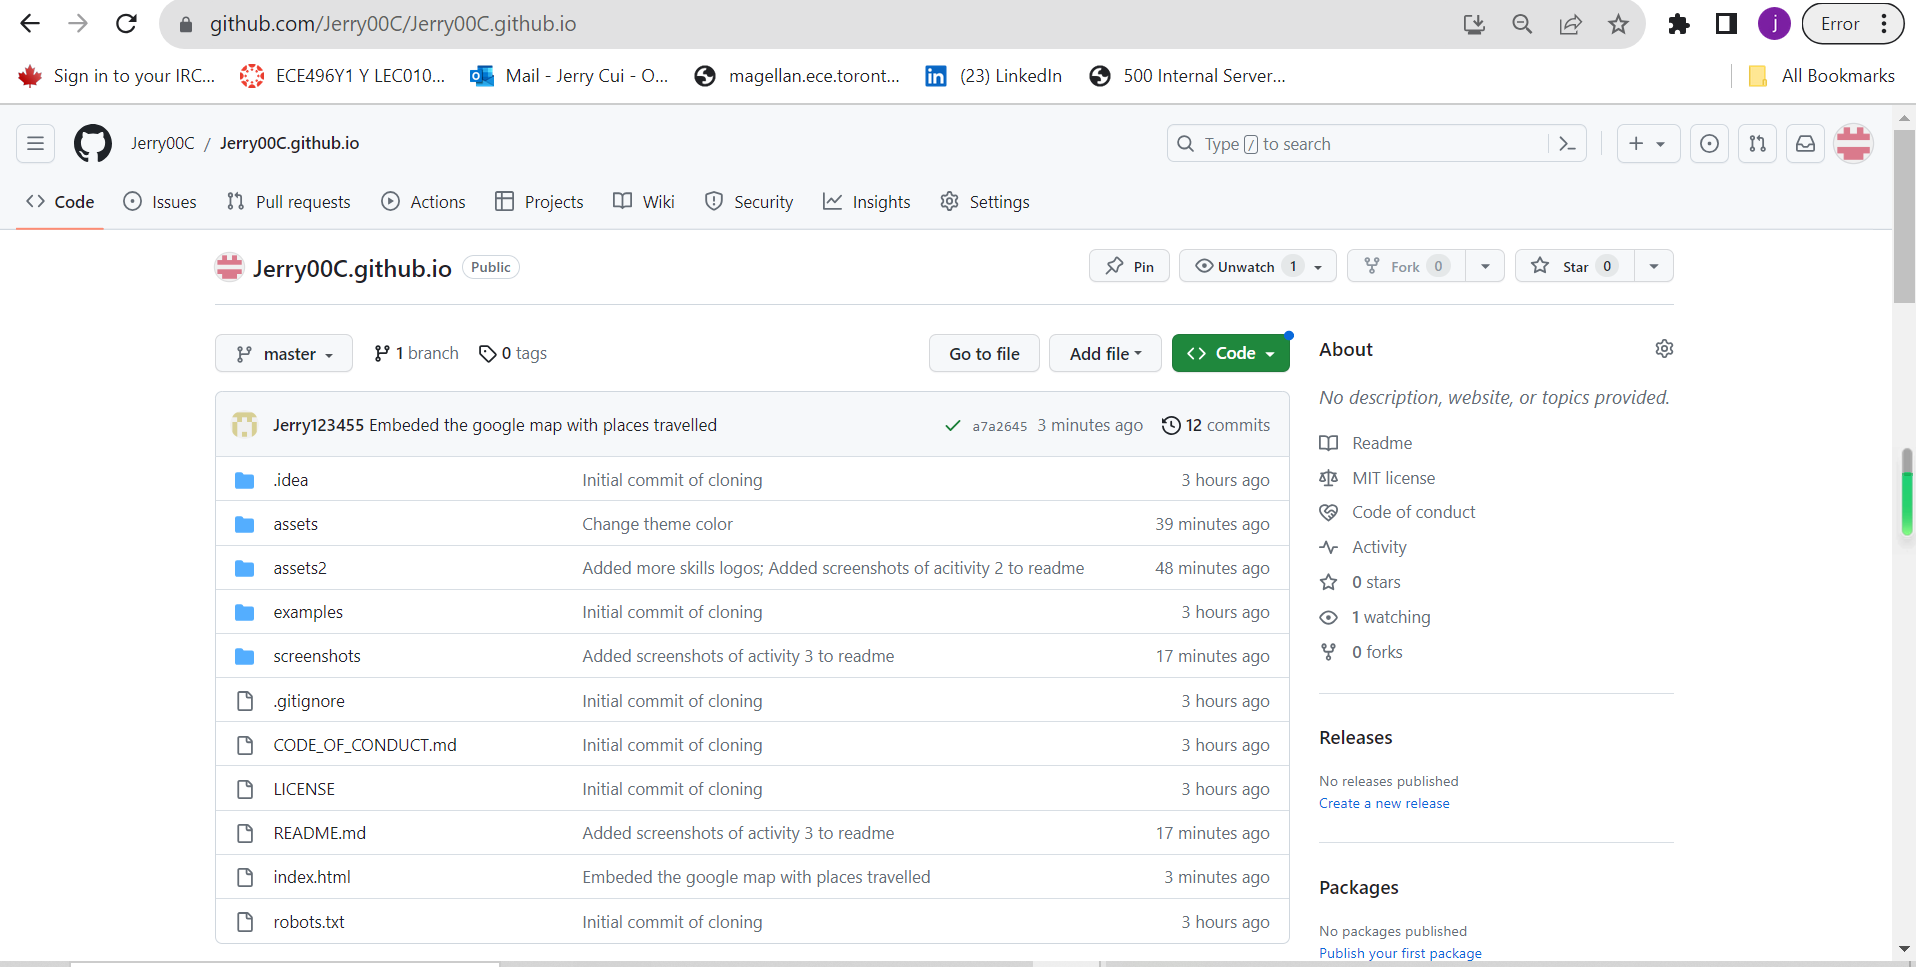 github.com/Jerry00C/Jerry00C.github.io j Error
Sign in to your IRC... ECE496Y1 Y LEC010... Mail - Jerry Cui - O... magellan.ece.toront... (23) LinkedIn 500 Internal Server... All Bookmarks
Jerry00C / Jerry00C.github.io Type / to search
Code Issues Pull requests Actions Projects Wiki Security Insights Settings
Jerry00C.github.io Public Pin Unwatch 1 Fork 0 Star 0
master 1 branch 0 tags Go to file Add file Code
Jerry123455 Embeded the google map with places travelled a7a2645 3 minutes ago 12 commits
.idea Initial commit of cloning 3 hours ago
assets Change theme color 39 minutes ago
assets2 Added more skills logos; Added screenshots of acitivity 2 to readme 48 minutes ago
examples Initial commit of cloning 3 hours ago
screenshots Added screenshots of activity 3 to readme 17 minutes ago
.gitignore Initial commit of cloning 3 hours ago
CODE_OF_CONDUCT.md Initial commit of cloning 3 hours ago
LICENSE Initial commit of cloning 3 hours ago
README.md Added screenshots of activity 3 to readme 17 minutes ago
index.html Embeded the google map with places travelled 3 minutes ago
robots.txt Initial commit of cloning 3 hours ago
About
No description, website, or topics provided.
Readme
MIT license
Code of conduct
Activity
0 stars
1 watching
0 forks
Releases
No releases published
Create a new release
Packages
No packages published
Publish your first package